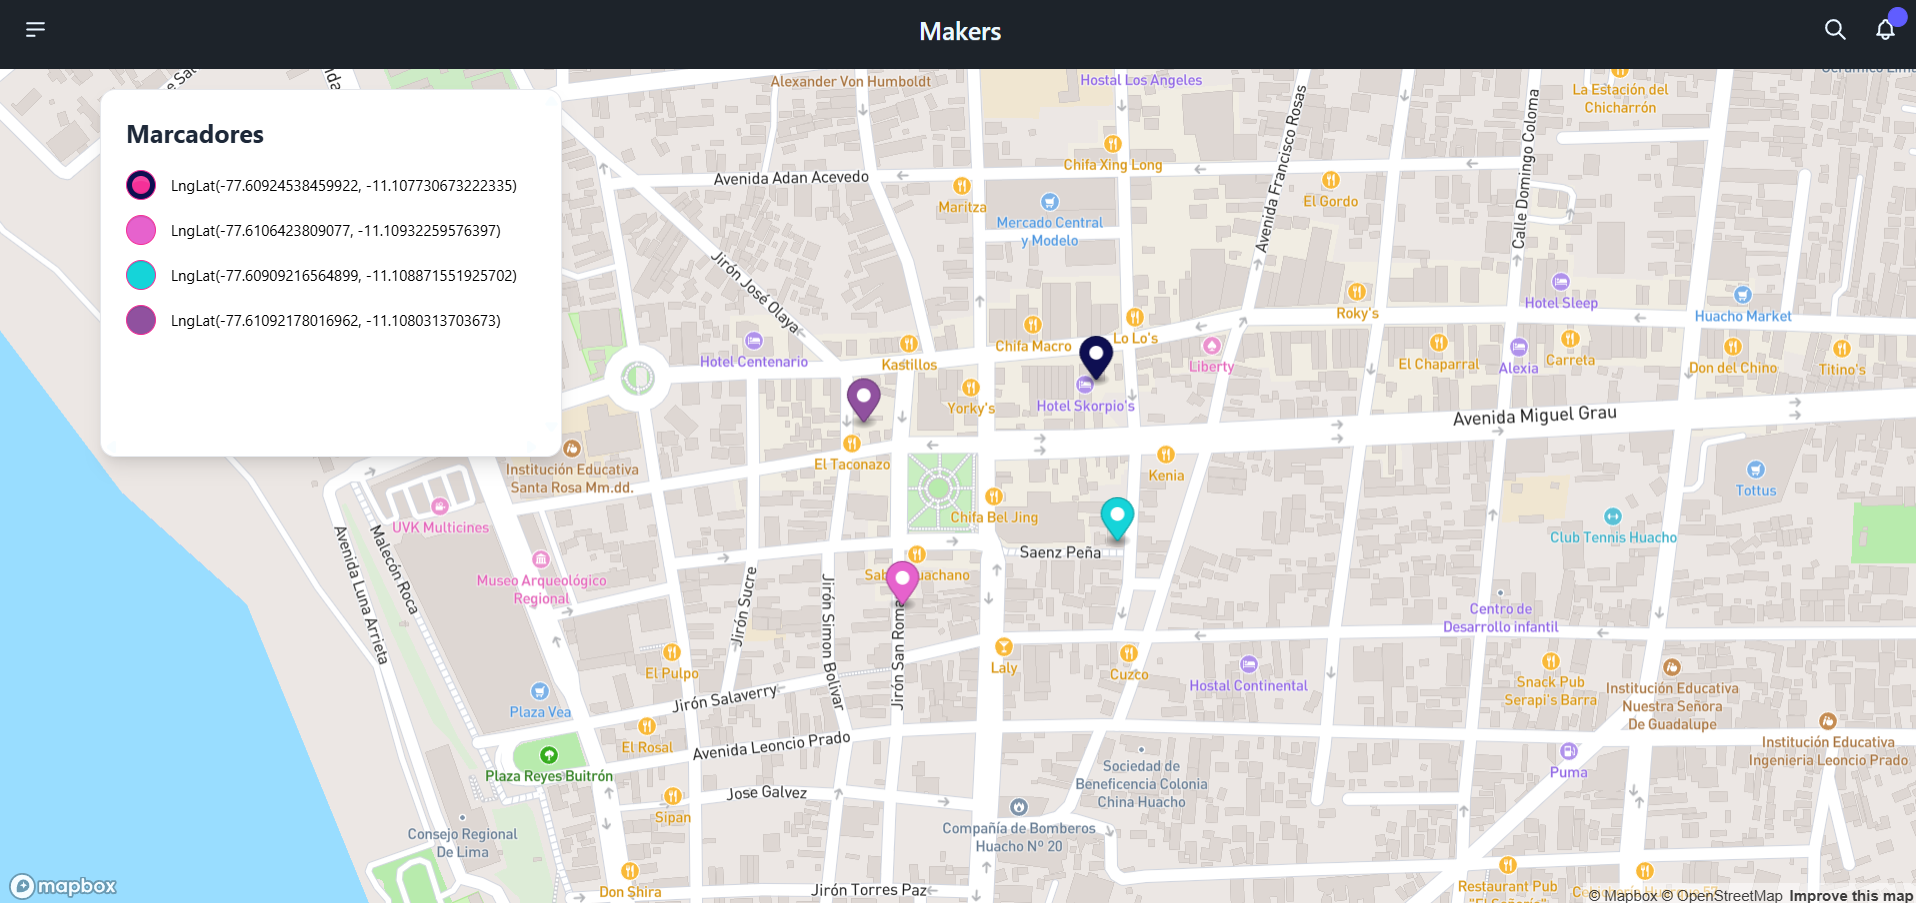 Makers
Marcadores
LngLat(-77.60924538459922, -11.107730673222335)
LngLat(-77.6106423809077, -11.10932259576397)
LngLat(-77.60909216564899, -11.108871551925702)
LngLat(-77.61092178016962, -11.1080313703673)
Alexander Von Humboldt
Hostal Los Angeles
La Estación del
Chicharrón
Chifa Xing Long
Avenida Adan Acevedo
Maritza
Mercado Central
y Modelo
El Gordo
Avenida Francisco Rosas
Calle Domingo Coloma
Jirón José Olaya
Hotel Sleep
Huacho Market
Roky's
Lo Lo's
Chifa Macro
Hotel Centenario
Kastillos
Liberty
El Chaparral
Alexia
Carreta
Don del Chino
Titino's
Yorky's
Hotel Skorpio's
Avenida Miguel Grau
El Taconazo
Kenia
Institución Educativa
Santa Rosa Mm.dd.
Tottus
UVK Multicines
Chifa Bel Jing
Club Tennis Huacho
Saenz Peña
Malecón Roca
Avenida Luna Arrieta
Museo Arqueológico
Regional
Jirón Sucre
Jirón Simon Bolivar
Jirón San Roma
Centro de
Desarrollo infantil
El Pulpo
Laly
Cuzco
Hostal Continental
Snack Pub
Serapi's Barra
Institución Educativa
Nuestra Señora
De Guadalupe
Jirón Salaverry
Plaza Vea
El Rosal
Avenida Leoncio Prado
Institución Educativa
Ingenieria Leoncio Prado
Plaza Reyes Buitrón
Puma
Sociedad de
Beneficencia Colonia
China Huacho
Jose Galvez
Sipan
Compañía de Bomberos
Huacho Nº 20
Consejo Regional
De Lima
Don Shira
Jirón Torres Paz
Restaurant Pub
mapbox
© Mapbox © OpenStreetMap Improve this map